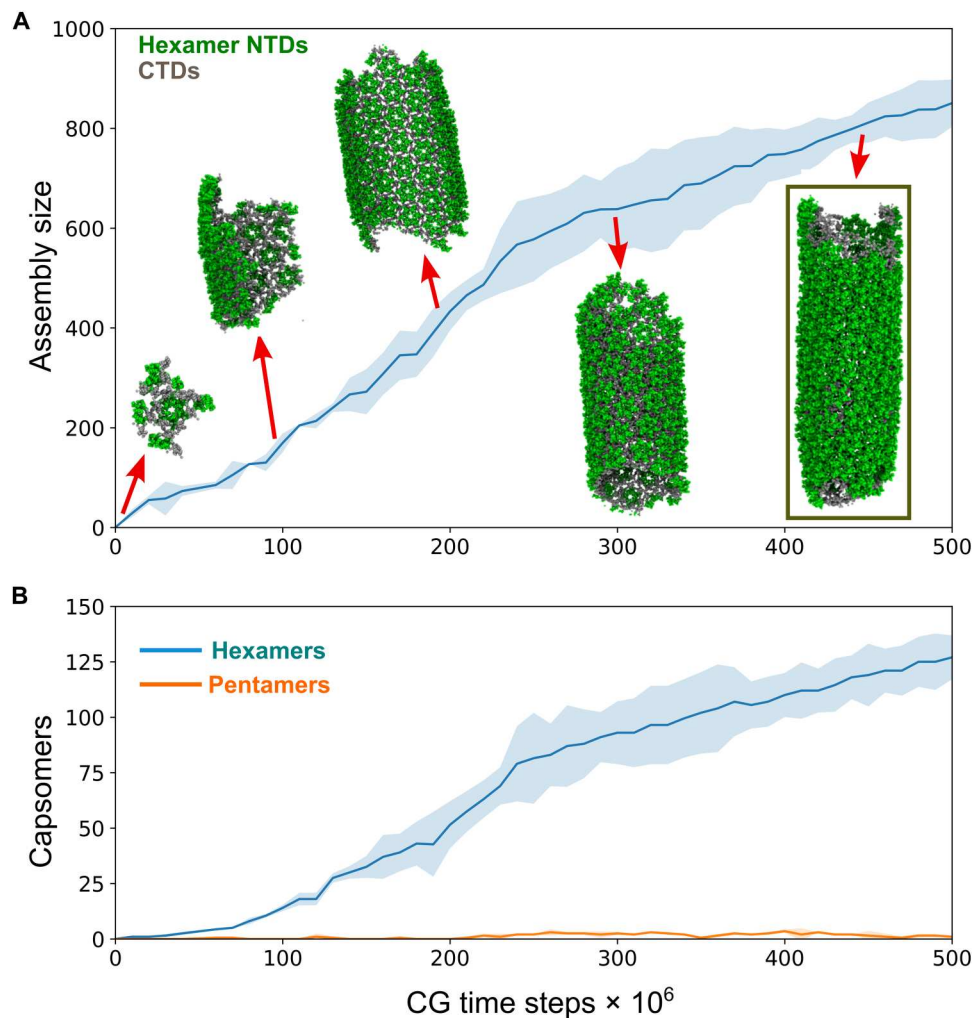 A
Hexamer NTDs
CTDs
Assembly size
1000
800
600
400
200
0
0 100 200 300 400 500
B
Hexamers
Pentamers
Capsomers
150
125
100
75
50
25
0
0 100 200 300 400 500
CG time steps × 10⁶